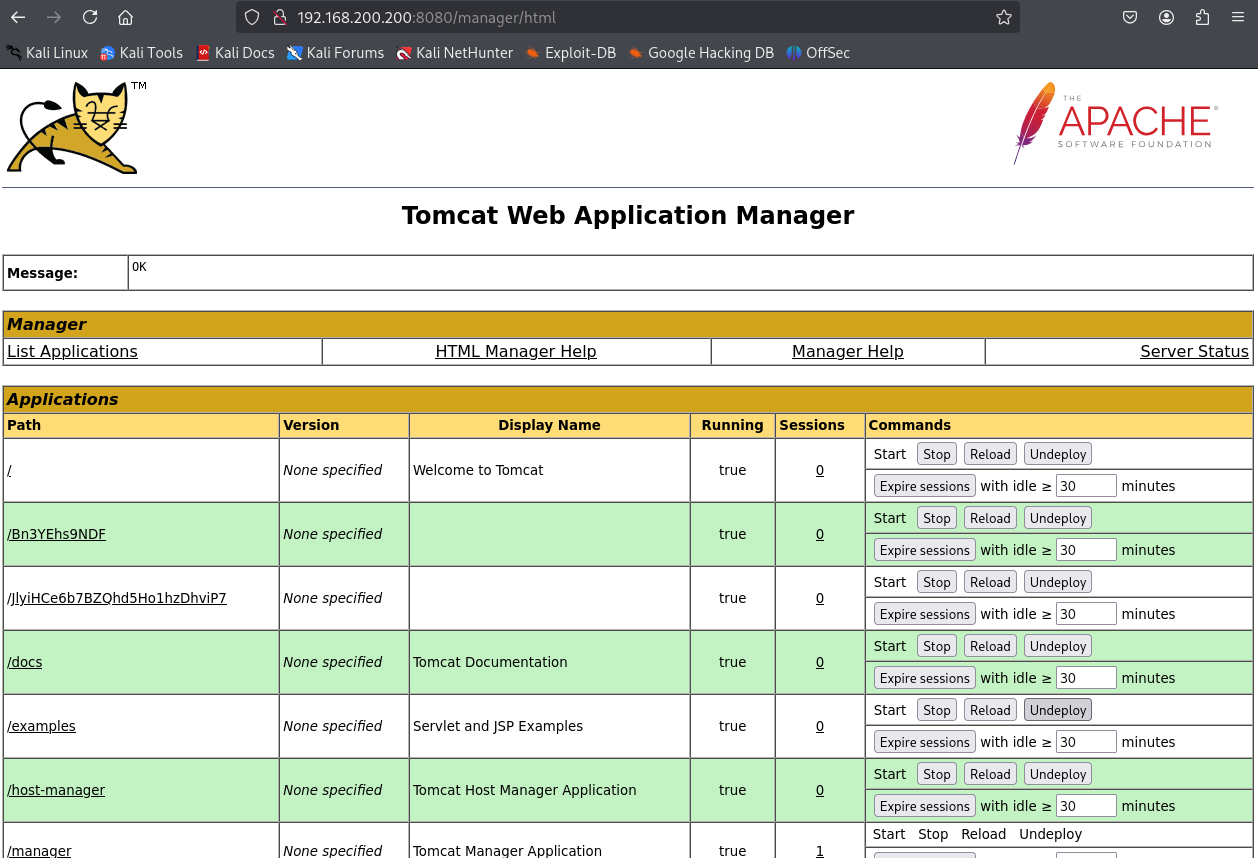 192.168.200.200:8080/manager/html
Kali Linux Kali Tools Kali Docs Kali Forums Kali NetHunter Exploit-DB Google Hacking DB OffSec
TM
THE
APACHE®
SOFTWARE FOUNDATION
Tomcat Web Application Manager
Message: OK
Manager
List Applications HTML Manager Help Manager Help Server Status
Applications
Path Version Display Name Running Sessions Commands
/ None specified Welcome to Tomcat true 0 Start Stop Reload Undeploy
Expire sessions with idle ≥ 30 minutes
/Bn3YEhs9NDF None specified true 0 Start Stop Reload Undeploy
Expire sessions with idle ≥ 30 minutes
/JlyiHCe6b7BZQhd5Ho1hzDhviP7 None specified true 0 Start Stop Reload Undeploy
Expire sessions with idle ≥ 30 minutes
/docs None specified Tomcat Documentation true 0 Start Stop Reload Undeploy
Expire sessions with idle ≥ 30 minutes
/examples None specified Servlet and JSP Examples true 0 Start Stop Reload Undeploy
Expire sessions with idle ≥ 30 minutes
/host-manager None specified Tomcat Host Manager Application true 0 Start Stop Reload Undeploy
Expire sessions with idle ≥ 30 minutes
/manager None specified Tomcat Manager Application true 1 Start Stop Reload Undeploy